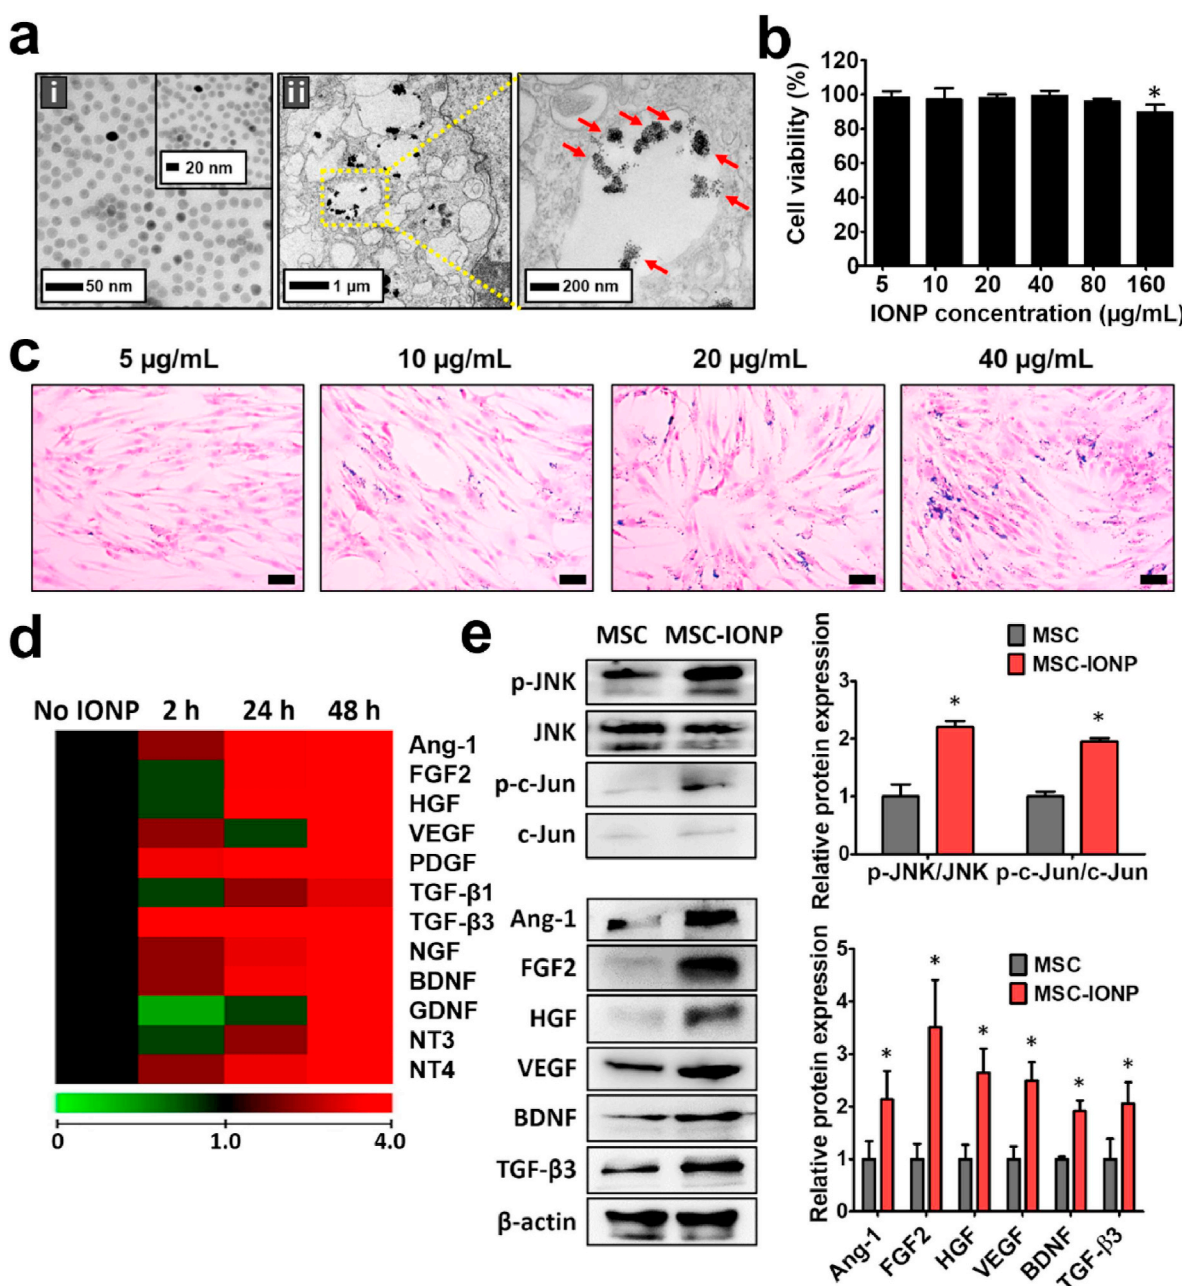 a
i
20 nm
50 nm
ii
1 µm
200 nm
b
Cell viability (%)
120
100
80
60
40
20
0
*
5 10 20 40 80 160
IONP concentration (µg/mL)
c
5 µg/mL 10 µg/mL 20 µg/mL 40 µg/mL
d
No IONP 2 h 24 h 48 h
Ang-1
FGF2
HGF
VEGF
PDGF
TGF-β1
TGF-β3
NGF
BDNF
GDNF
NT3
NT4
0 1.0 4.0
e
MSC MSC-IONP
p-JNK
JNK
p-c-Jun
c-Jun
Ang-1
FGF2
HGF
VEGF
BDNF
TGF-β3
β-actin
Relative protein expression
MSC
MSC-IONP
3
2
1
0
* *
p-JNK/JNK p-c-Jun/c-Jun
Relative protein expression
MSC
MSC-IONP
5
4
3
2
1
0
* * * * * *
Ang-1 FGF2 HGF VEGF BDNF TGF-β3